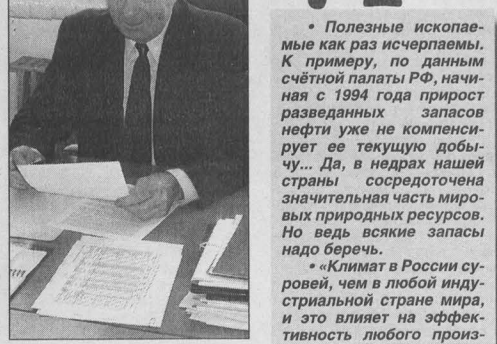 • Полезные ископае-
мые как раз исчерпаемы.
К примеру, по данным
счётной палаты РФ, начи-
ная с 1994 года прирост
разведанных запасов
нефти уже не компенси-
рует ее текущую добы-
чу... Да, в недрах нашей
страны сосредоточена
значительная часть миро-
вых природных ресурсов.
Но ведь всякие запасы
надо беречь.
• «Климат в России су-
ровей, чем в любой инду-
стриальной стране мира,
и это влияет на эффек-
тивность любого произ-